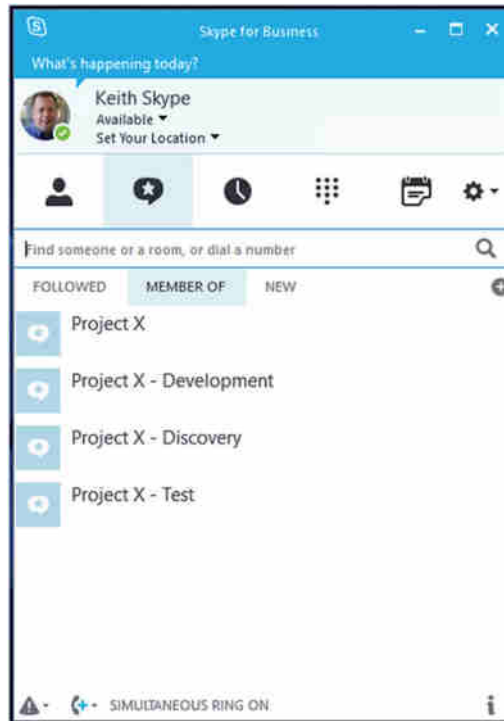 Skype for Business
What's happening today?
Keith Skype
Available
Set Your Location
Find someone or a room, or dial a number
FOLLOWED MEMBER OF NEW
Project X
Project X - Development
Project X - Discovery
Project X - Test
SIMULTANEOUS RING ON